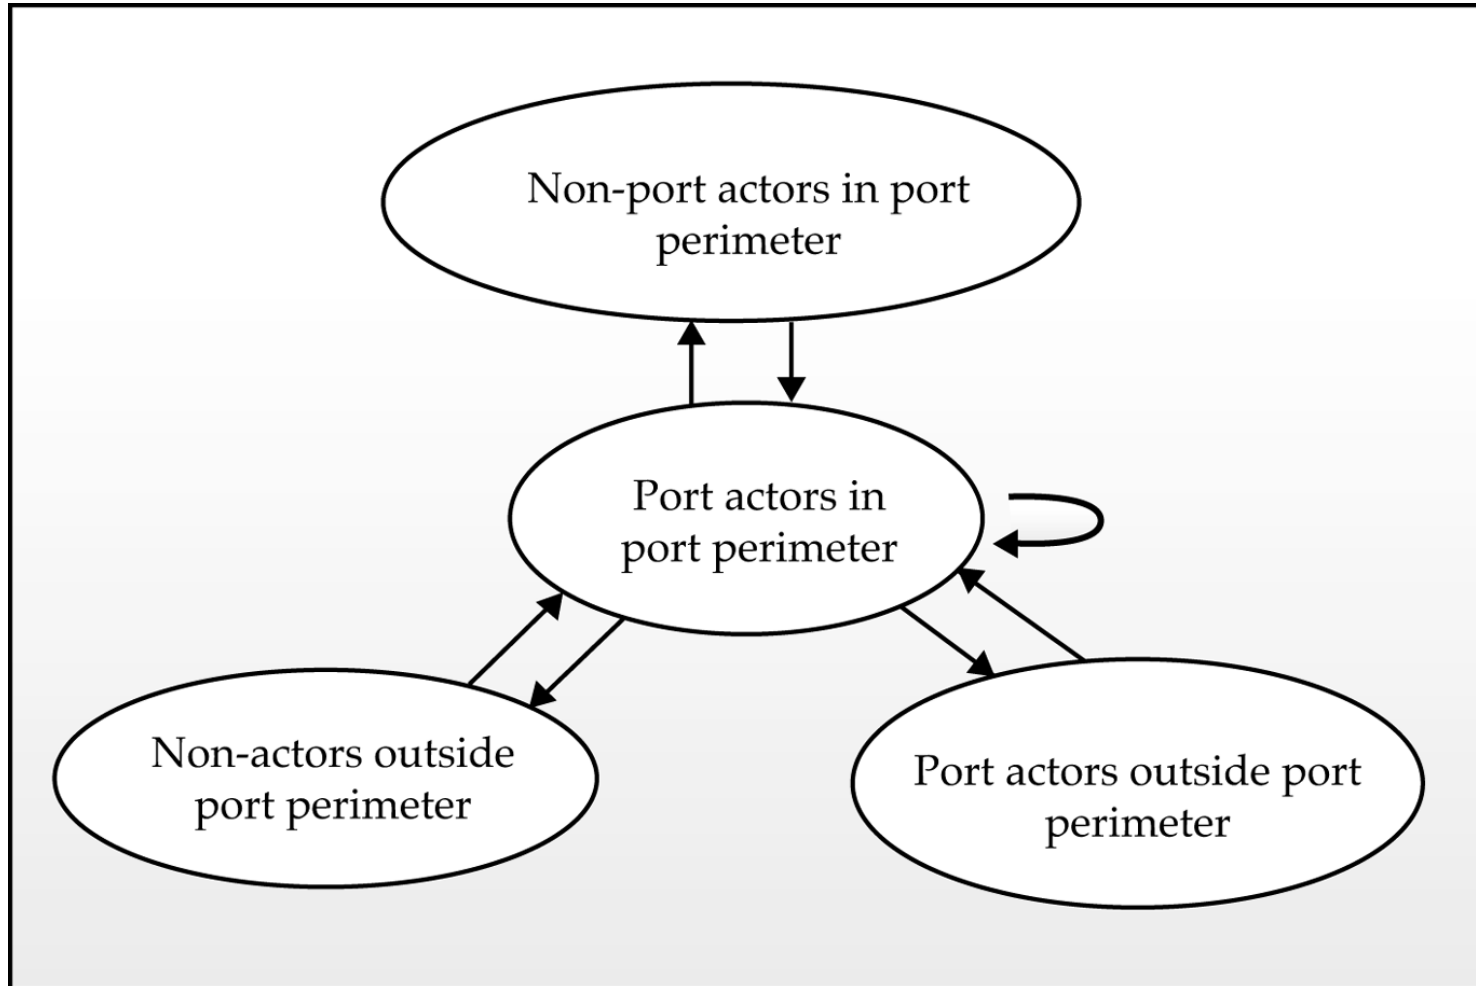 Non-port actors in port
perimeter
Port actors in
port perimeter
Non-actors outside
port perimeter
Port actors outside port
perimeter